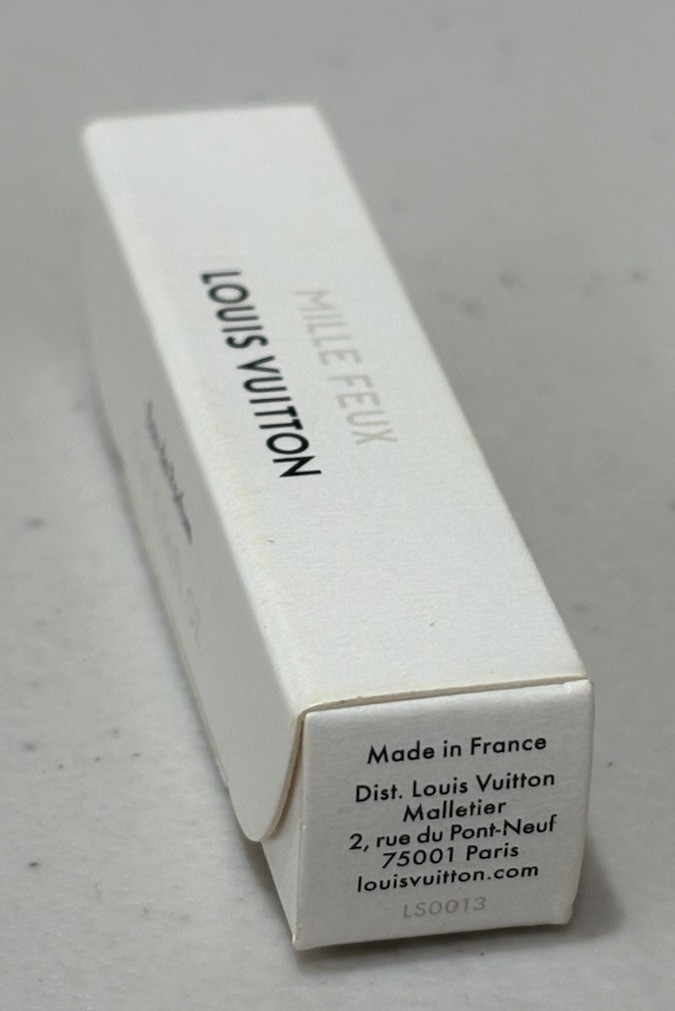 MILLE FEUX
LOUIS VUITTON
Made in France
Dist. Louis Vuitton
Malletier
2, rue du Pont-Neuf
75001 Paris
louisvuitton.com
LS0013